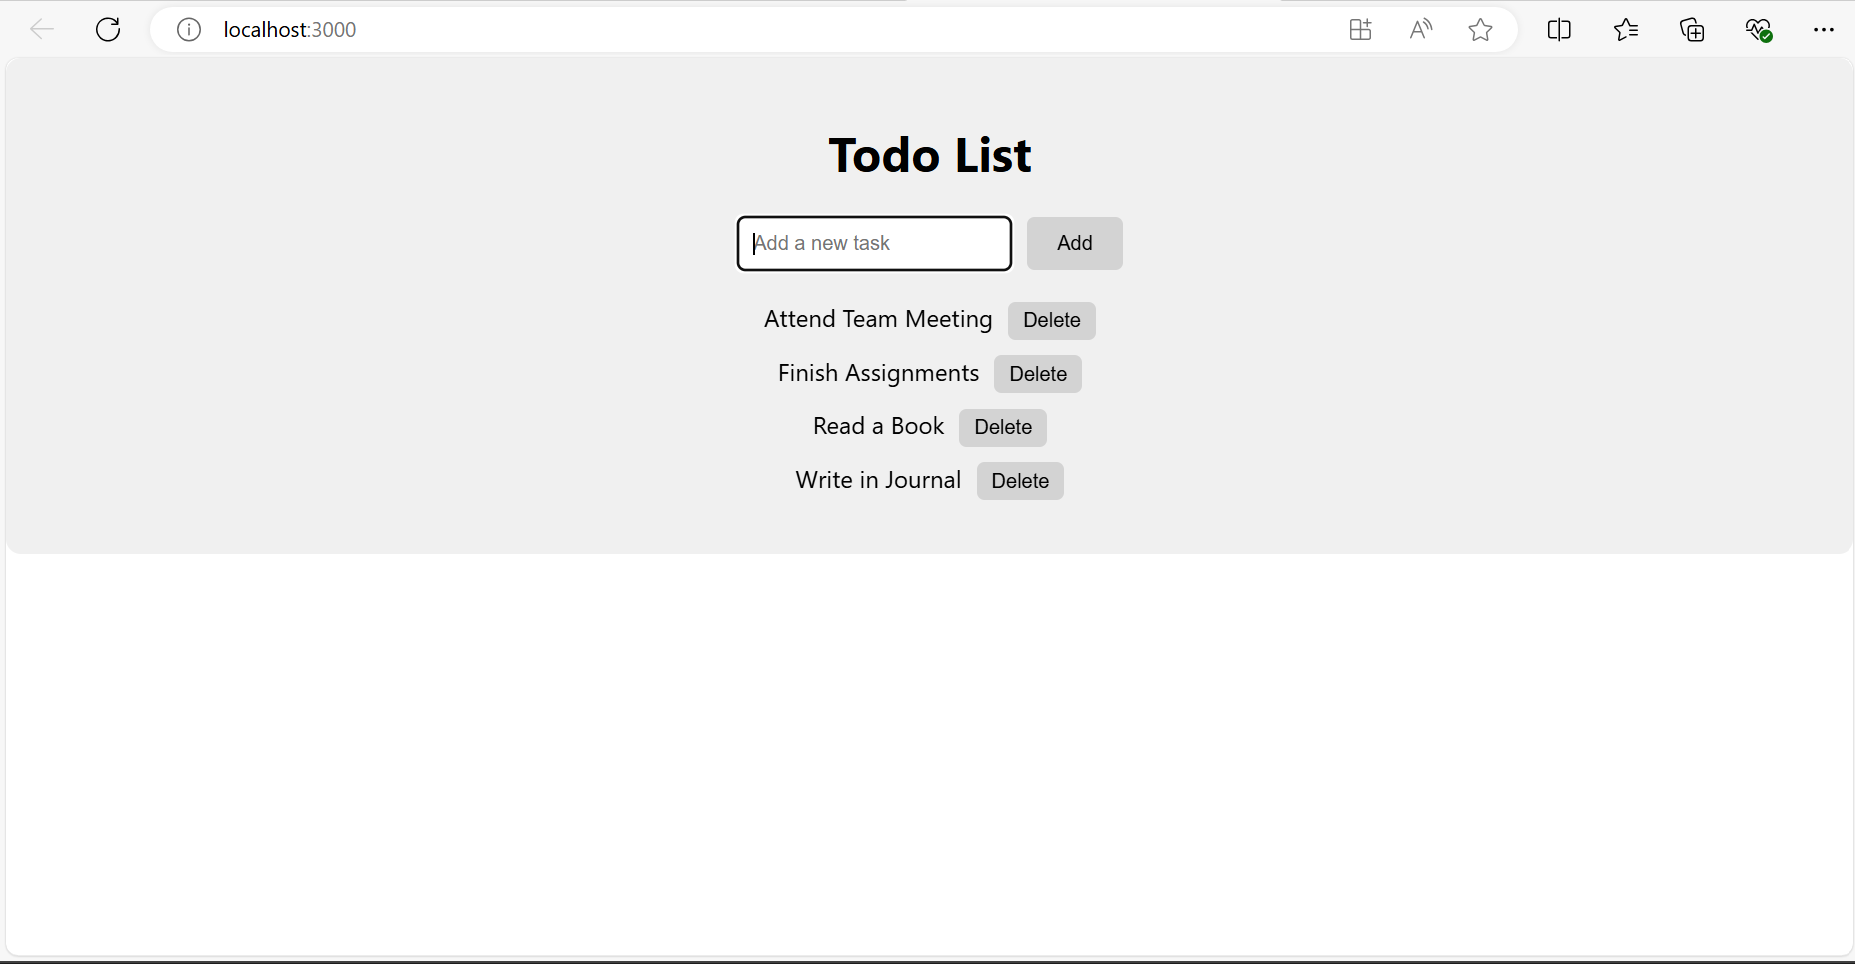 localhost:3000
Todo List
Add a new task Add
Attend Team Meeting Delete
Finish Assignments Delete
Read a Book Delete
Write in Journal Delete